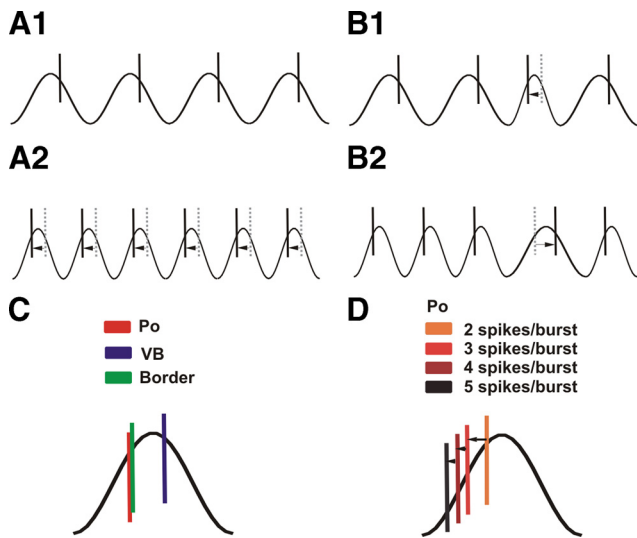 A1
B1
A2
B2
C
Po
VB
Border
D
Po
2 spikes/burst
3 spikes/burst
4 spikes/burst
5 spikes/burst